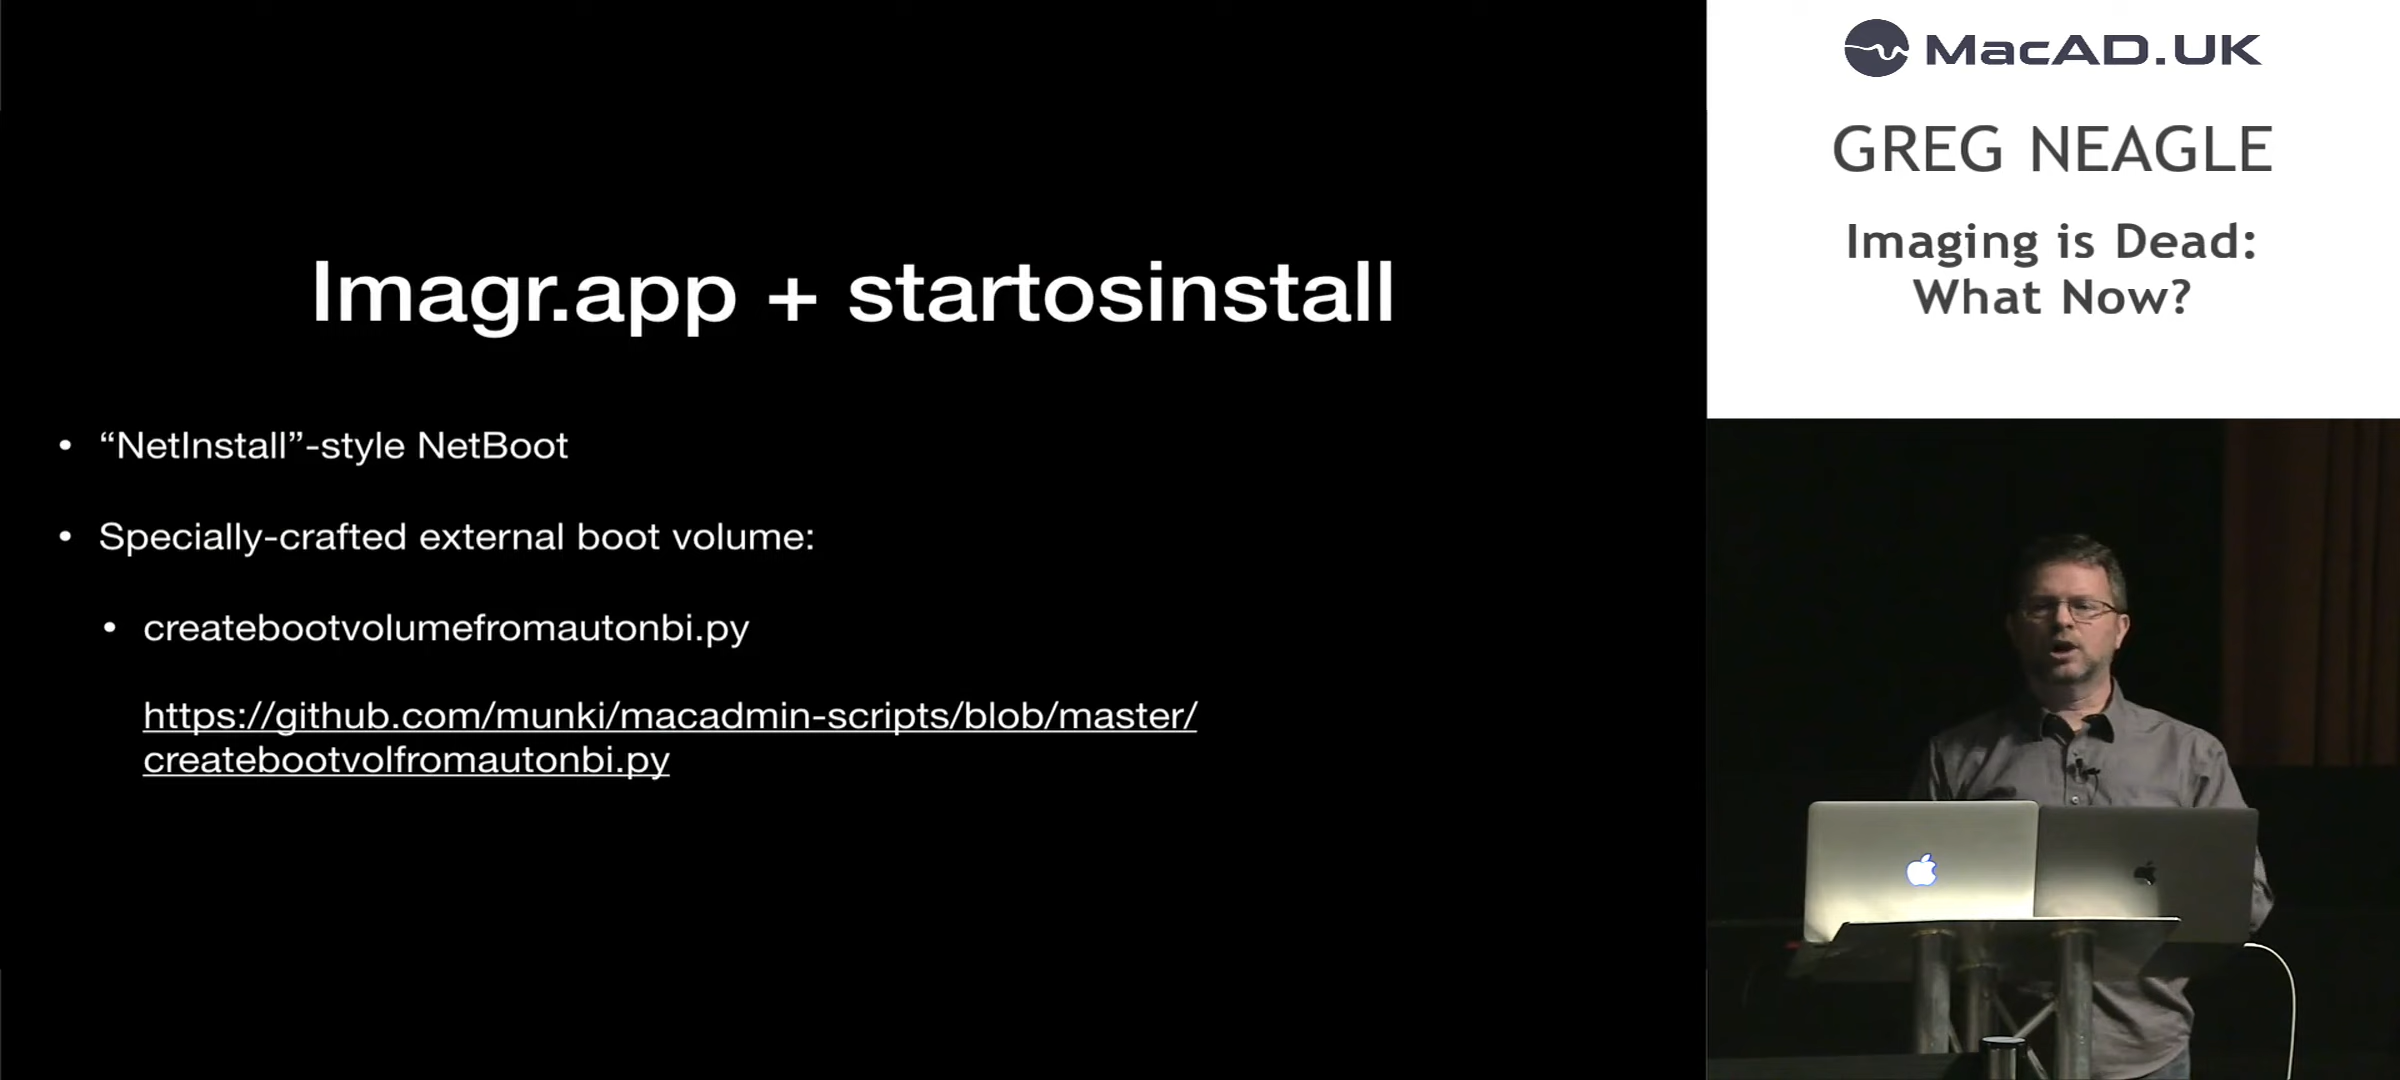 Imagr.app + startosinstall
• “NetInstall”-style NetBoot
• Specially-crafted external boot volume:
• createbootvolumefromautonbi.py
https://github.com/munki/macadmin-scripts/blob/master/
createbootvolfromautonbi.py
MacAD.UK
GREG NEAGLE
Imaging is Dead:
What Now?